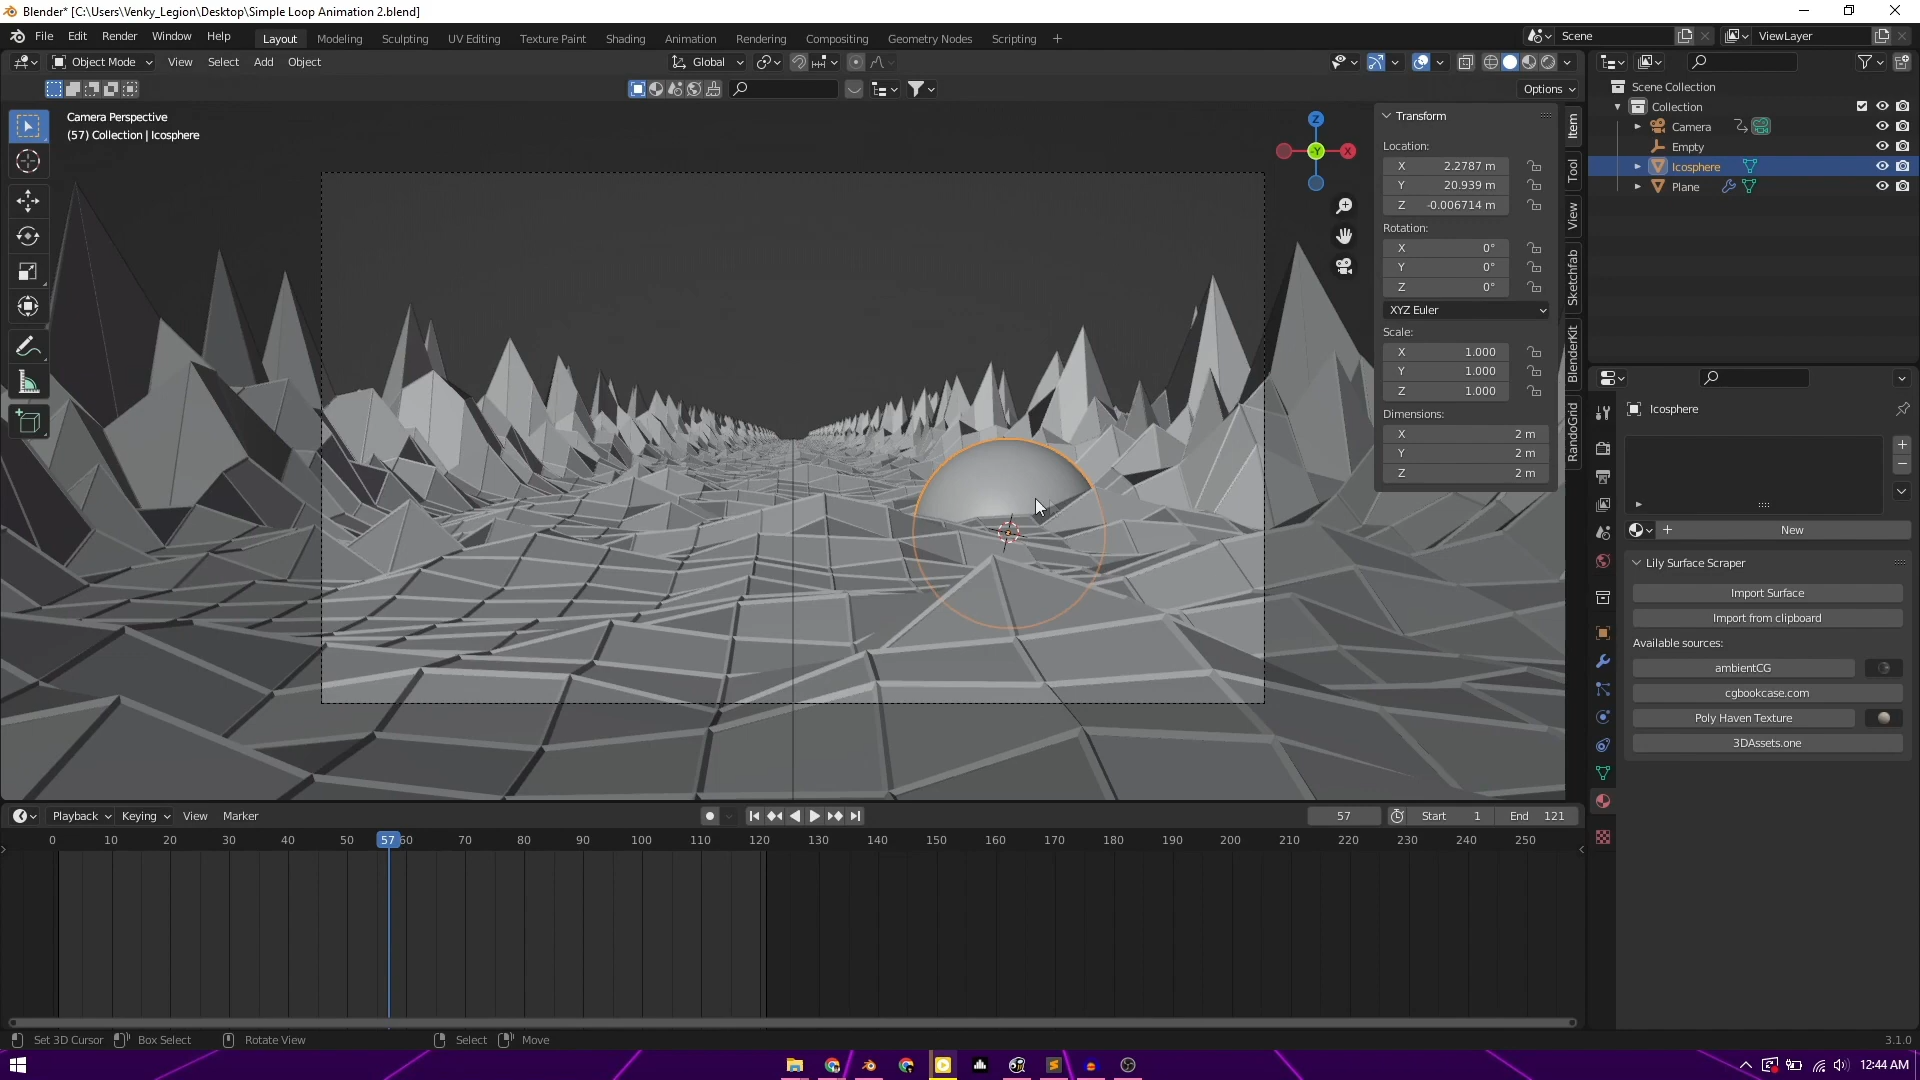 Blender* [C:\Users\Venky_Legion\Desktop\Simple Loop Animation 2.blend]
File Edit Render Window Help Layout Modeling Sculpting UV Editing Texture Paint Shading Animation Rendering Compositing Geometry Nodes Scripting + Scene ViewLayer
Object Mode View Select Add Object Global
Options
Camera Perspective
(57) Collection | Icosphere
Z
-Y
X
Transform
Location:
X 2.2787 m
Y 20.939 m
Z -0.006714 m
Rotation:
X 0°
Y 0°
Z 0°
XYZ Euler
Scale:
X 1.000
Y 1.000
Z 1.000
Dimensions:
X 2 m
Y 2 m
Z 2 m
Item
Tool
View
Sketchfab
BlenderKit
RandoGrid
Scene Collection
Collection
Camera
Empty
Icosphere
Plane
Icosphere
New
Lily Surface Scraper
Import Surface
Import from clipboard
Available sources:
ambientCG
cgbookcase.com
Poly Haven Texture
3DAssets.one
Playback Keying View Marker 57 Start 1 End 121
0 10 20 30 40 50 57 60 70 80 90 100 110 120 130 140 150 160 170 180 190 200 210 220 230 240 250
Set 3D Cursor Box Select Rotate View Select Move 3.1.0
12:44 AM